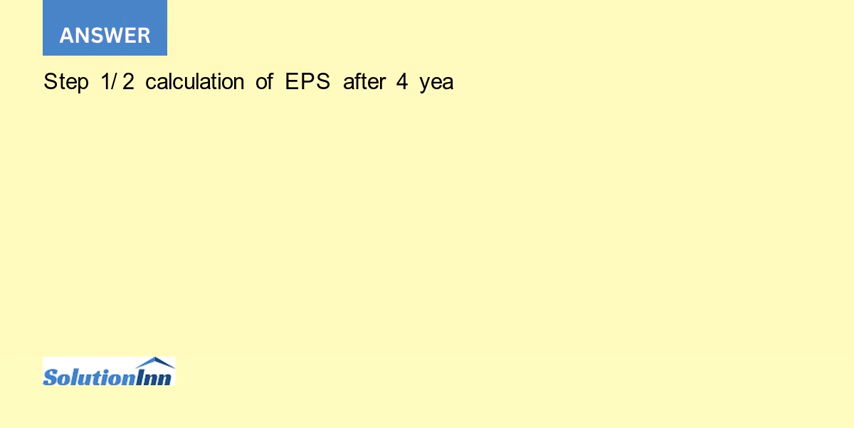 ANSWER
Step 1/2 calculation of EPS after 4 yea
SolutionInn